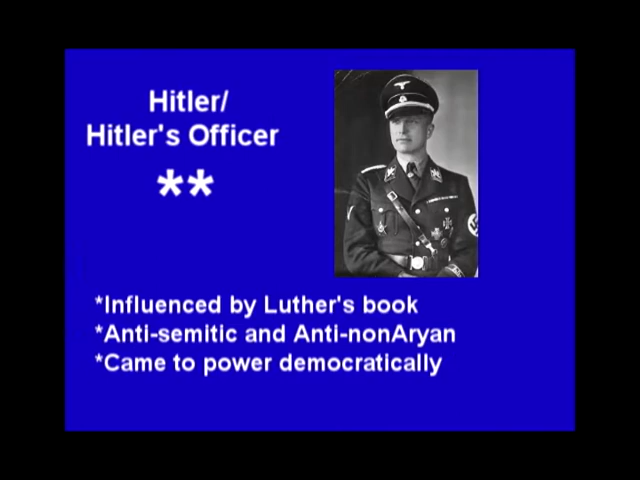 Hitler/
Hitler's Officer
**
*Influenced by Luther's book
*Anti-semitic and Anti-nonAryan
*Came to power democratically